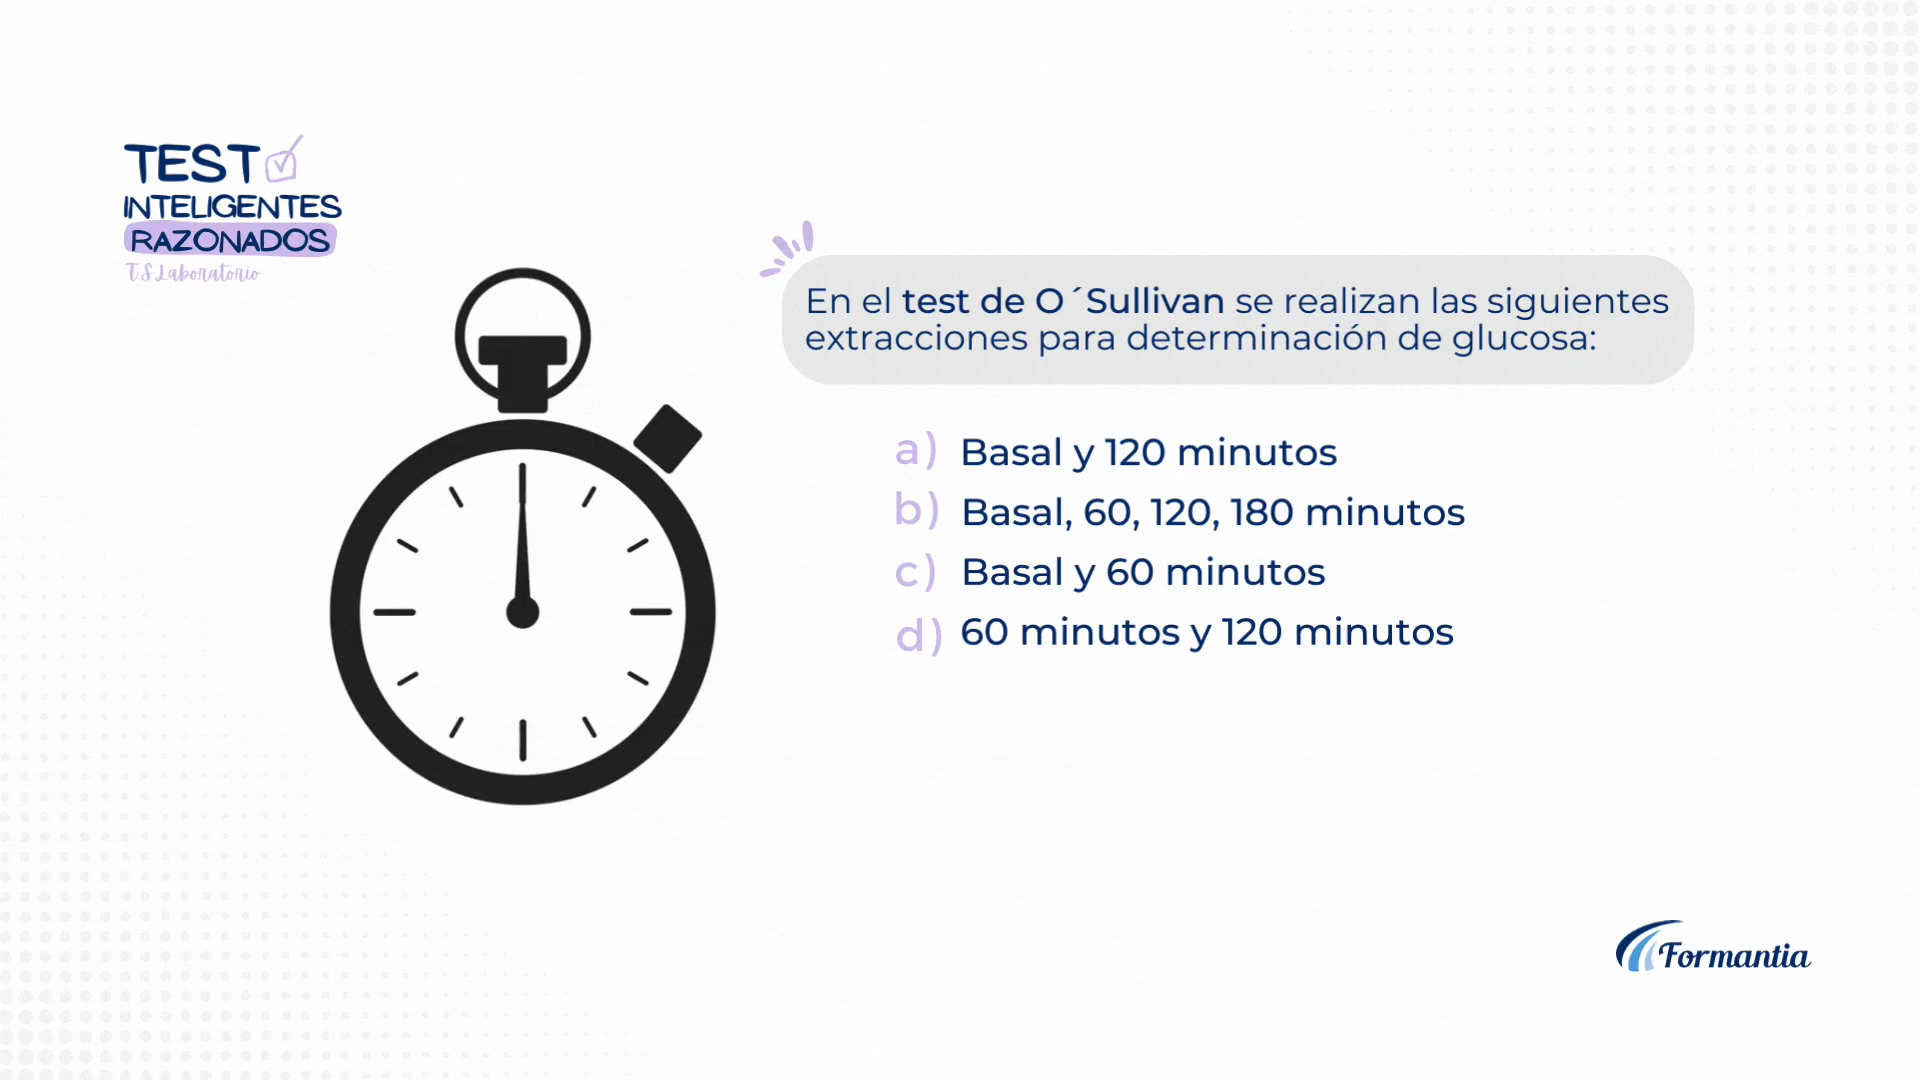 TEST
INTELIGENTES
RAZONADOS
T.S.Laboratorio
En el test de O´Sullivan se realizan las siguientes
extracciones para determinación de glucosa:
a) Basal y 120 minutos
b) Basal, 60, 120, 180 minutos
c) Basal y 60 minutos
d) 60 minutos y 120 minutos
Formantia